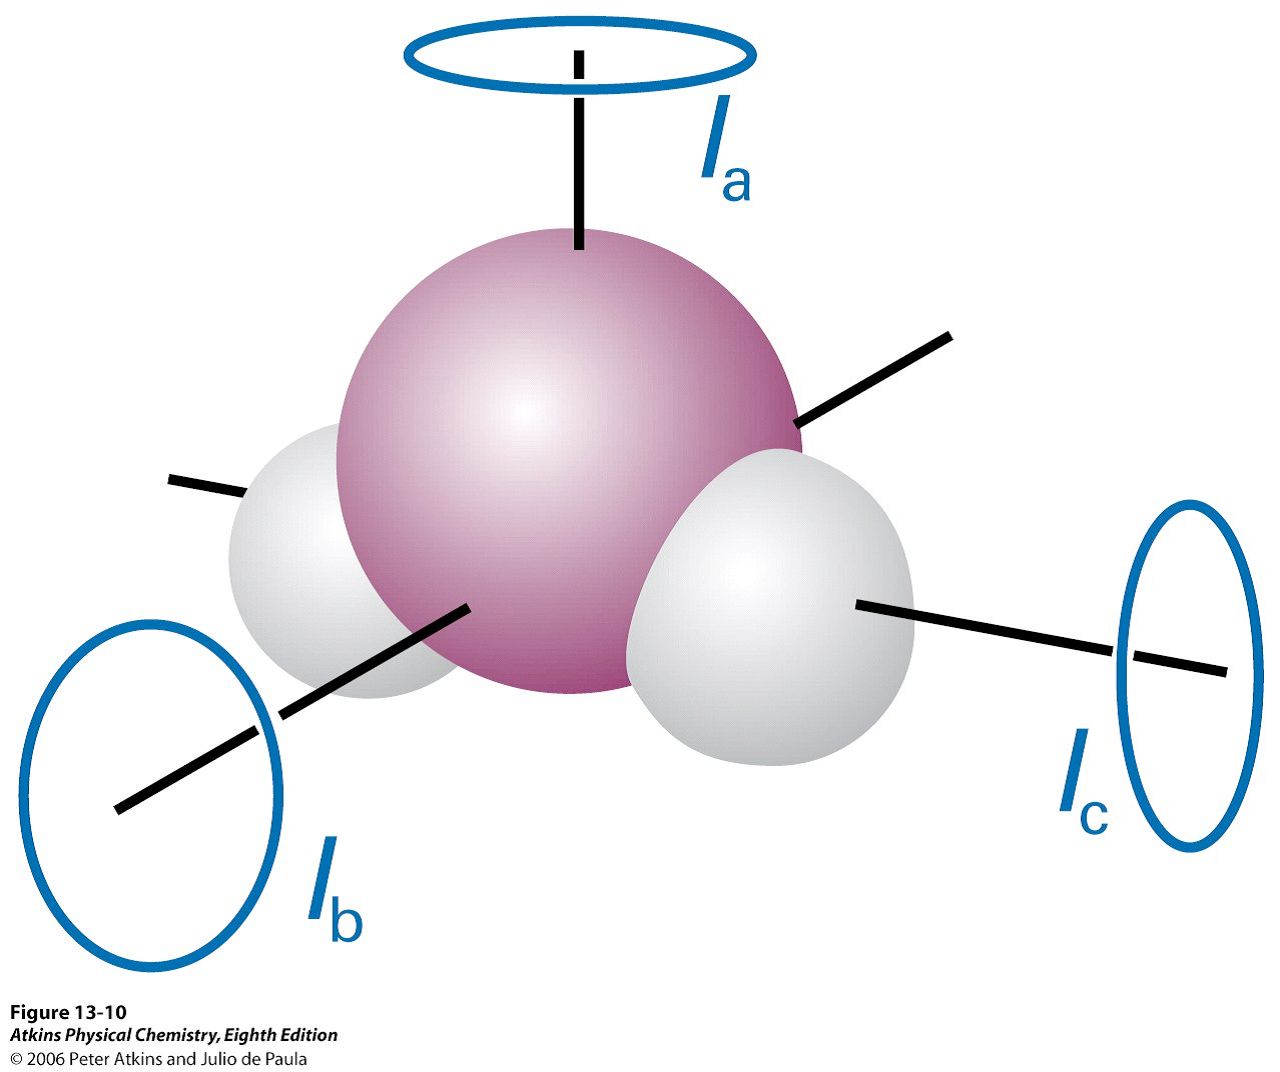 Ia
Ic
Ib
Figure 13-10
Atkins Physical Chemistry, Eighth Edition
© 2006 Peter Atkins and Julio de Paula